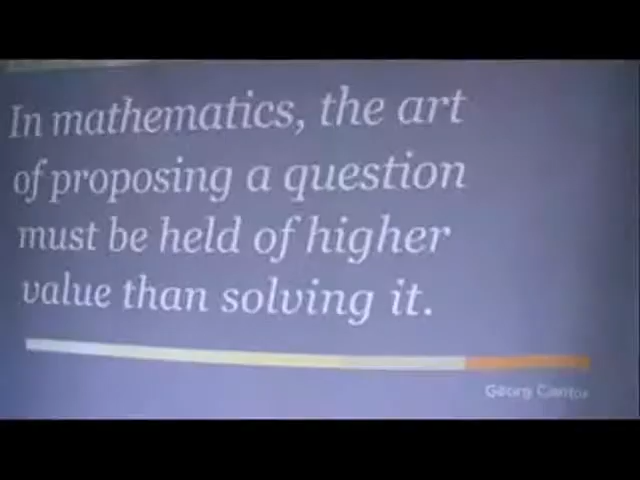 In mathematics, the art
of proposing a question
must be held of higher
value than solving it.
Georg Cantor